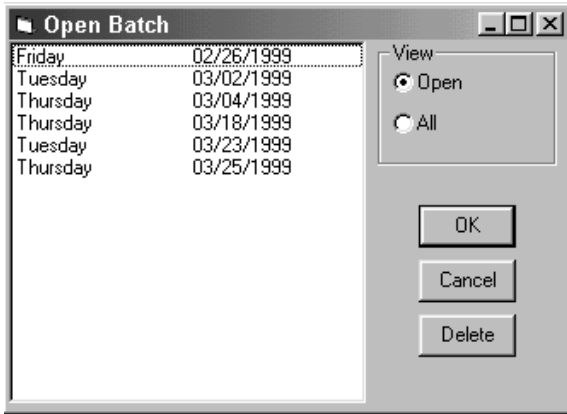 Open Batch
Friday 02/26/1999
Tuesday 03/02/1999
Thursday 03/04/1999
Thursday 03/18/1999
Tuesday 03/23/1999
Thursday 03/25/1999
View
Open
All
OK
Cancel
Delete